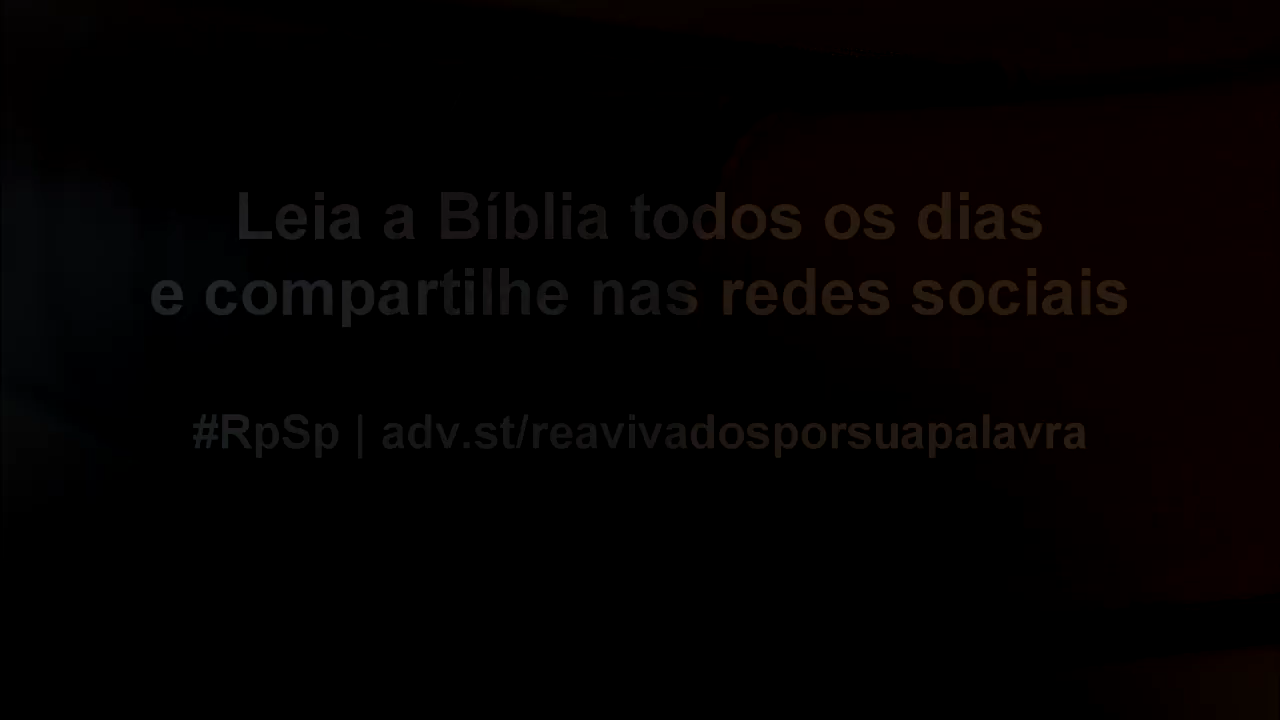 Leia a Bíblia todos os dias
e compartilhe nas redes sociais
#RpSp | adv.st/reavivadosporsuapalavra